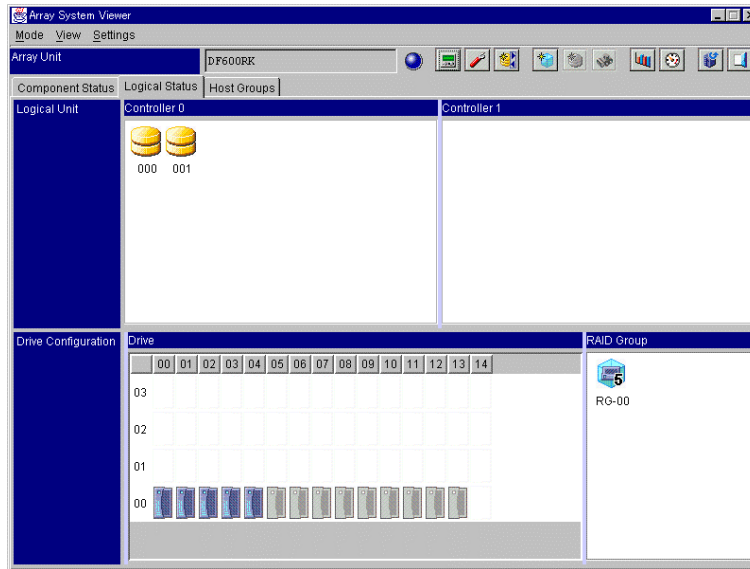 Array System Viewer
Mode View Settings
Array Unit DF600RK
Component Status Logical Status Host Groups
Logical Unit Controller 0 Controller 1
000 001
Drive Configuration Drive RAID Group
00 01 02 03 04 05 06 07 08 09 10 11 12 13 14
03
5
RG-00
02
01
00